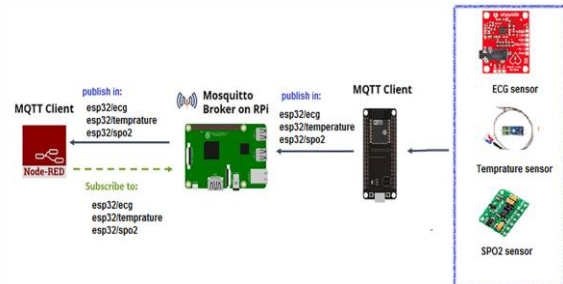 publish in:
esp32/ecg
esp32/temprature
esp32/spo2
MQTT Client
Node-RED
Subscribe to:
esp32/ecg
esp32/temprature
esp32/spo2
Mosquitto
Broker on RPi
publish in:
esp32/ecg
esp32/temperature
esp32/spo2
MQTT Client
ECG sensor
Temprature sensor
SPO2 sensor